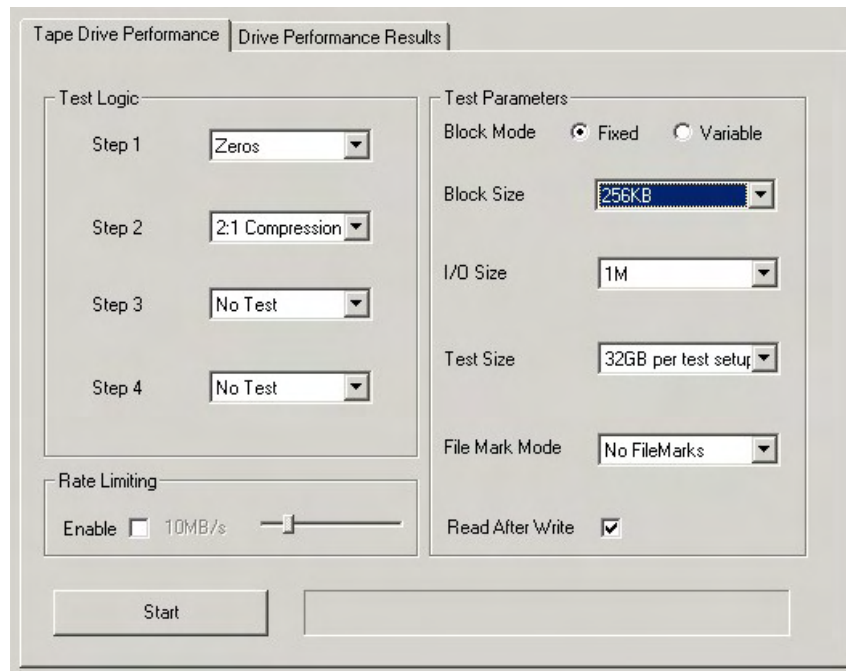 Tape Drive Performance
Drive Performance Results
Test Logic
Step 1 Zeros
Step 2 2:1 Compression
Step 3 No Test
Step 4 No Test
Rate Limiting
Enable 10MB/s
Test Parameters
Block Mode Fixed Variable
Block Size 256KB
I/O Size 1M
Test Size 32GB per test setup
File Mark Mode No FileMarks
Read After Write
Start